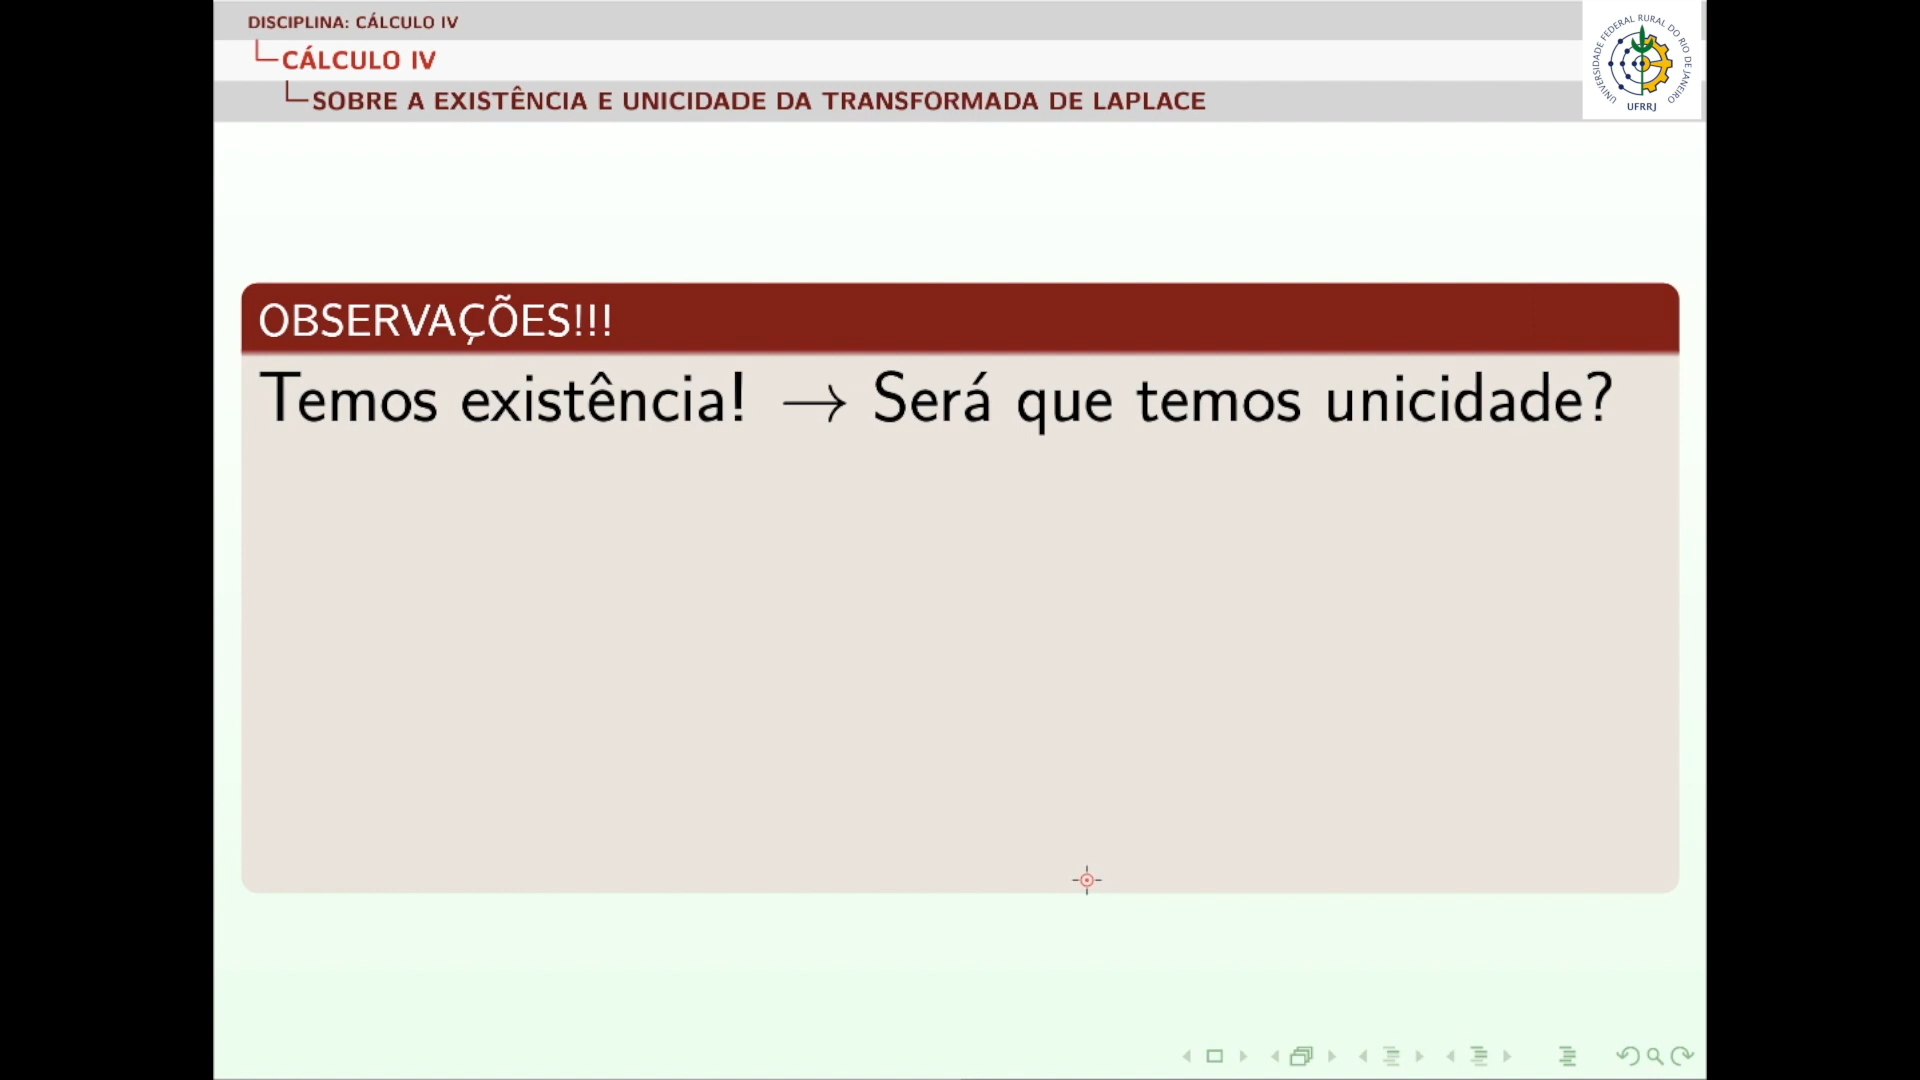 DISCIPLINA: CÁLCULO IV
CÁLCULO IV
SOBRE A EXISTÊNCIA E UNICIDADE DA TRANSFORMADA DE LAPLACE
UNIVERSIDADE FEDERAL RURAL DO RIO DE JANEIRO
UFRRJ
OBSERVAÇÕES!!!
Temos existência! → Será que temos unicidade?